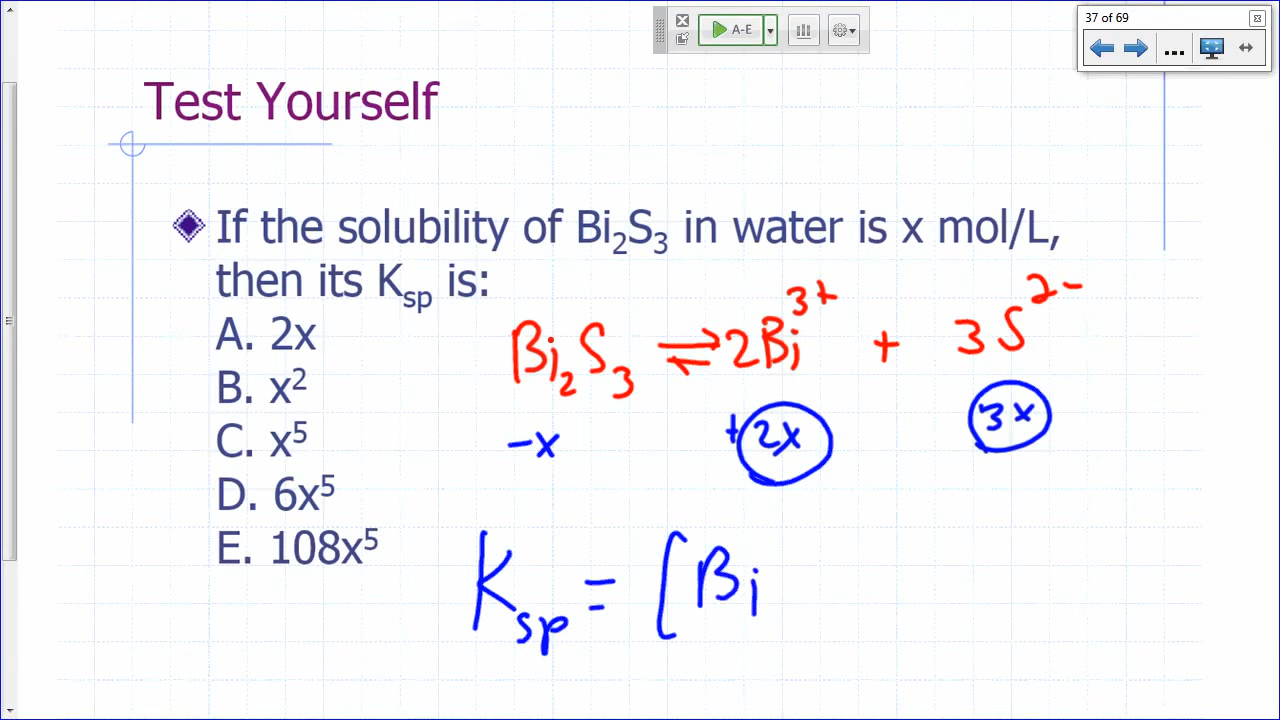 A-E
37 of 69
...
Test Yourself
If the solubility of Bi₂S₃ in water is x mol/L,
then its Ksp is:
A. 2x
B. x²
C. x⁵
D. 6x⁵
E. 108x⁵
Bi₂S₃ ⇌ 2Bi³⁺ + 3S²⁻
-x +2x 3x
Ksp = [Bi